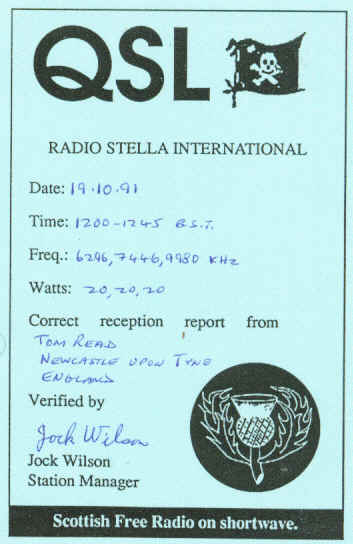 QSL
RADIO STELLA INTERNATIONAL
Date: 19.10.91
Time: 1200-1245 B.S.T.
Freq.: 6296,7446,9980 KHz
Watts: 20,20,20
Correct reception report from
TOM READ
NEWCASTLE UPON TYNE
ENGLAND
Verified by
Jock Wilson
Jock Wilson
Station Manager
Scottish Free Radio on shortwave.